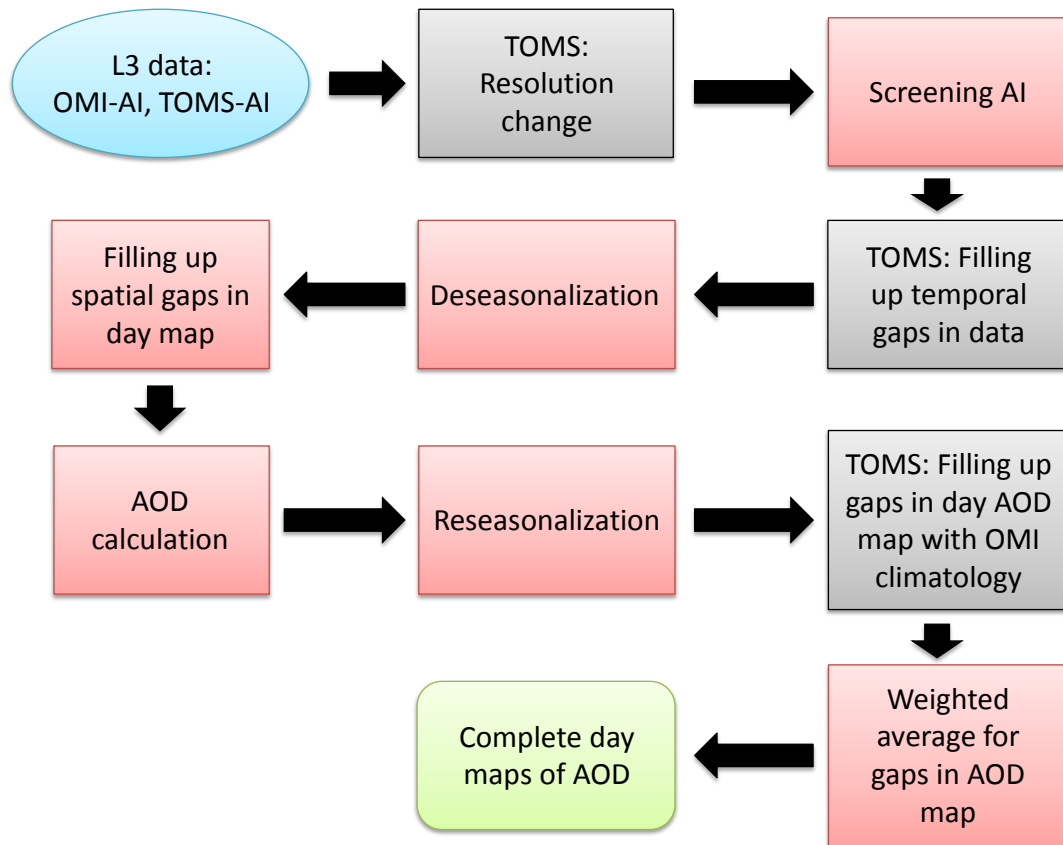 L3 data:
OMI-AI, TOMS-AI
TOMS:
Resolution
change
Screening AI
TOMS: Filling
up temporal
gaps in data
Deseasonalization
Filling up
spatial gaps in
day map
AOD
calculation
Reseasonalization
TOMS: Filling up
gaps in day AOD
map with OMI
climatology
Weighted
average for
gaps in AOD
map
Complete day
maps of AOD